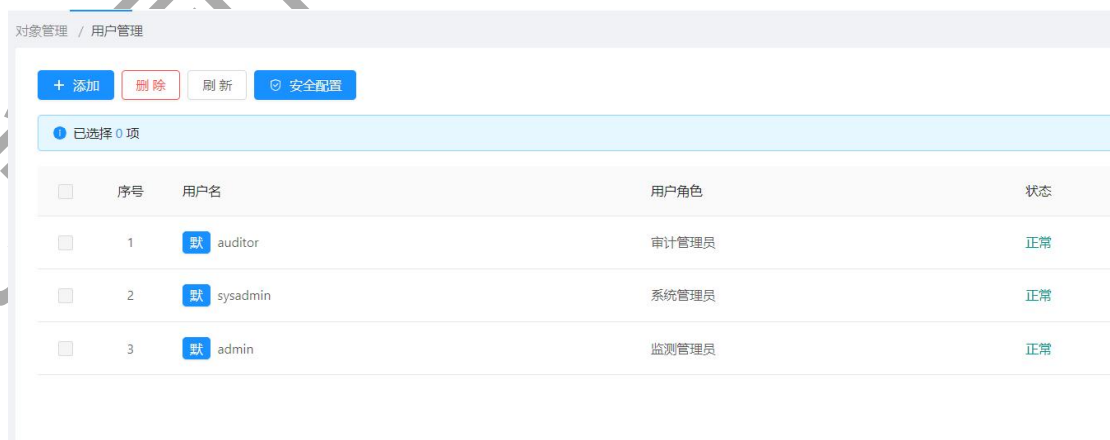 对象管理 / 用户管理
+ 添加 删除 刷新 安全配置
已选择 0 项
序号 用户名 用户角色 状态
1 默 auditor 审计管理员 正常
2 默 sysadmin 系统管理员 正常
3 默 admin 监测管理员 正常